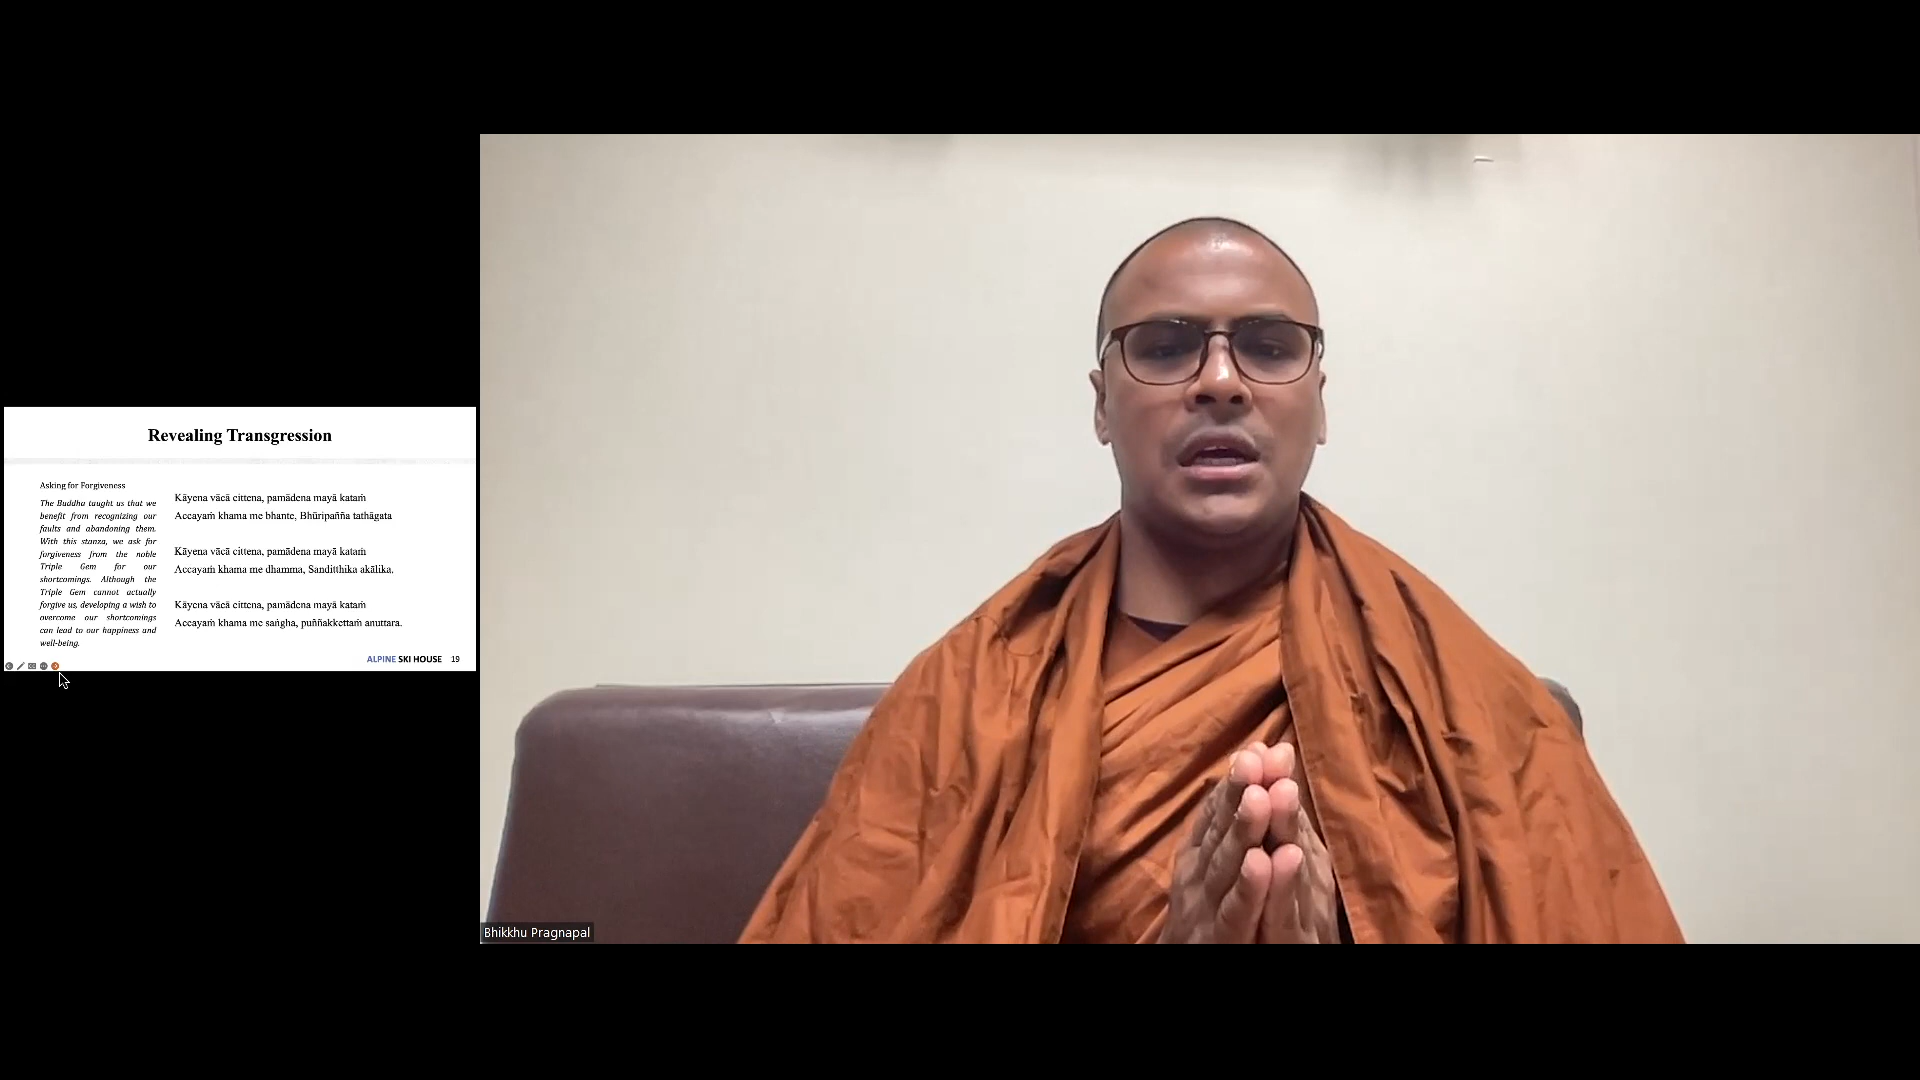 Revealing Transgression
Asking for Forgiveness
The Buddha taught us that we
benefit from recognizing our
faults and abandoning them.
With this stanza, we ask for
forgiveness from the noble
Triple Gem for our
shortcomings. Although the
Triple Gem cannot actually
forgive us, developing a wish to
overcome our shortcomings
can lead to our happiness and
well-being.
Kāyena vācā cittena, pamādena mayā kataṁ
Accayaṁ khama me bhante, Bhūripañña tathāgata
Kāyena vācā cittena, pamādena mayā kataṁ
Accayaṁ khama me dhamma, Sandiṭṭhika akālika.
Kāyena vācā cittena, pamādena mayā kataṁ
Accayaṁ khama me saṅgha, puññakkettaṁ anuttara.
ALPINE SKI HOUSE 19
Bhikkhu Pragnapal